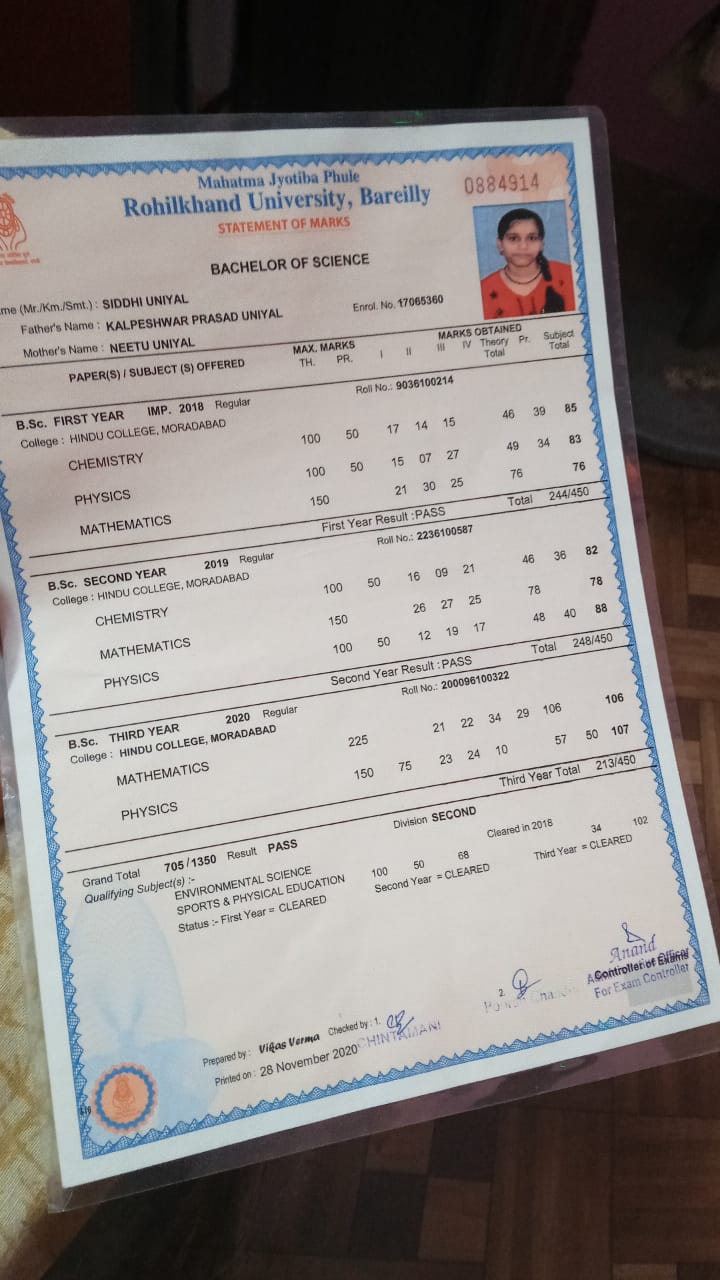 Mahatma Jyotiba Phule
Rohilkhand University, Bareilly
0884914
STATEMENT OF MARKS
BACHELOR OF SCIENCE
me (Mr./Km./Smt.) : SIDDHI UNIYAL
Enrol. No. 17065360
Father's Name : KALPESHWAR PRASAD UNIYAL
Mother's Name : NEETU UNIYAL
PAPER(S) / SUBJECT (S) OFFERED MAX. MARKS MARKS OBTAINED
TH. PR. I II III IV Theory Total Pr. Subject Total
B.Sc. FIRST YEAR IMP. 2018 Regular Roll No.: 9036100214
College : HINDU COLLEGE, MORADABAD
CHEMISTRY 100 50 17 14 15 46 39 85
PHYSICS 100 50 15 07 27 49 34 83
MATHEMATICS 150 21 30 25 76 76
First Year Result :PASS Total 244/450
B.Sc. SECOND YEAR 2019 Regular Roll No.: 2236100587
College : HINDU COLLEGE, MORADABAD
CHEMISTRY 100 50 16 09 21 46 36 82
MATHEMATICS 150 26 27 25 78 78
PHYSICS 100 50 12 19 17 48 40 88
Second Year Result :PASS Total 248/450
B.Sc. THIRD YEAR 2020 Regular Roll No.: 200096100322
College : HINDU COLLEGE, MORADABAD
MATHEMATICS 225 21 22 34 29 106 106
PHYSICS 150 75 23 24 10 57 50 107
Third Year Total 213/450
Grand Total 705/1350 Result PASS Division SECOND
Qualifying Subject(s) :-
ENVIRONMENTAL SCIENCE Cleared in 2018
SPORTS & PHYSICAL EDUCATION 100 50 68 34 102
Status :- First Year = CLEARED Second Year = CLEARED Third Year = CLEARED
Anand
Controller of Exams
For Exam Controller
2.
Prepared by : Vikas Verma Checked by : 1.
CHINTAMANI
Printed on : 28 November 2020